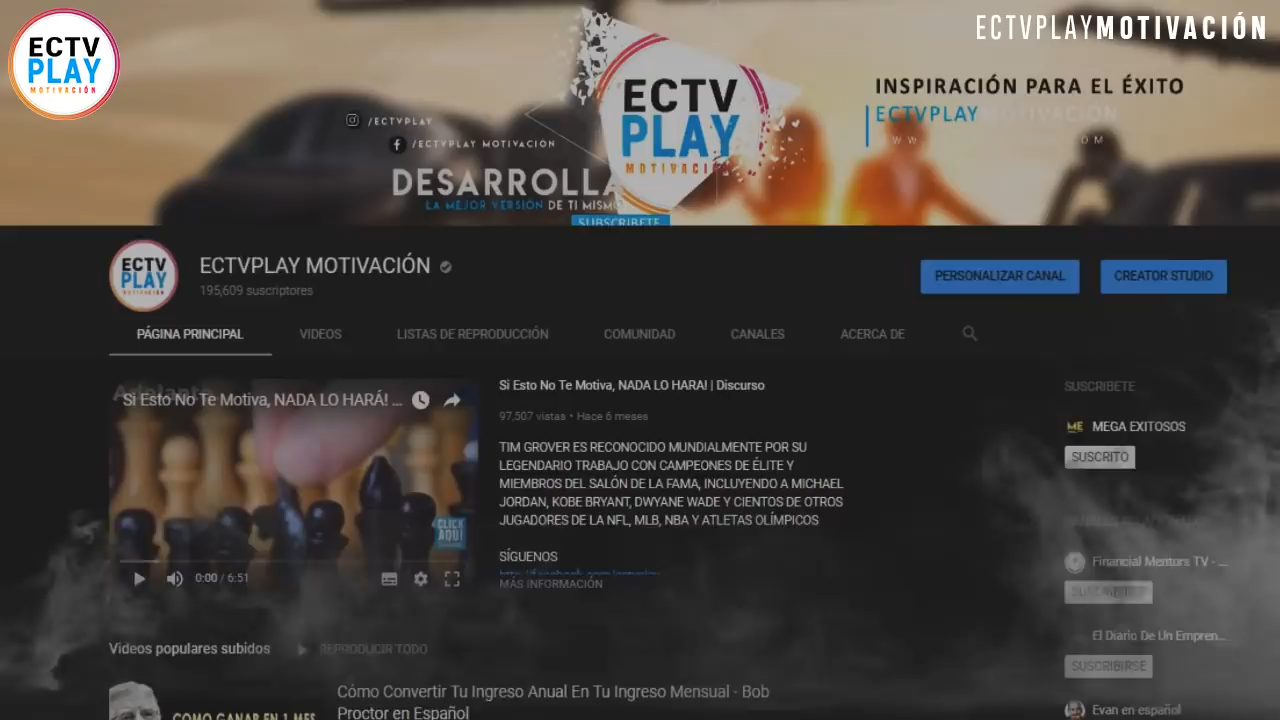 ECTVPLAYMOTIVACIÓN
ECTV
PLAY
MOTIVACIÓN
/ECTVPLAY
/ECTVPLAY MOTIVACIÓN
DESARROLLA
LA MEJOR VERSIÓN DE TI MISMO
SUBSCRIBETE
ECTV
PLAY
MOTIVACIÓN
INSPIRACIÓN PARA EL ÉXITO
ECTVPLAY MOTIVACIÓN
ECTV
PLAY
MOTIVACIÓN
ECTVPLAY MOTIVACIÓN
195,609 suscriptores
PERSONALIZAR CANAL
CREATOR STUDIO
PÁGINA PRINCIPAL
VIDEOS
LISTAS DE REPRODUCCIÓN
COMUNIDAD
CANALES
ACERCA DE
Adelante
Si Esto No Te Motiva, NADA LO HARÁ! ...
CLICK
AQUI
0:00 / 6:51
Si Esto No Te Motiva, NADA LO HARA! | Discurso
97,507 vistas • Hace 6 meses
TIM GROVER ES RECONOCIDO MUNDIALMENTE POR SU
LEGENDARIO TRABAJO CON CAMPEONES DE ÉLITE Y
MIEMBROS DEL SALÓN DE LA FAMA, INCLUYENDO A MICHAEL
JORDAN, KOBE BRYANT, DWYANE WADE Y CIENTOS DE OTROS
JUGADORES DE LA NFL, MLB, NBA Y ATLETAS OLÍMPICOS
SÍGUENOS
MÁS INFORMACIÓN
SUSCRIBETE
ME MEGA EXITOSOS
SUSCRITO
Financial Mentors TV - ...
El Diario De Un Empren...
SUSCRIBIRSE
Evan en español
Videos populares subidos
REPRODUCIR TODO
COMO GANAR EN 1 MES
Cómo Convertir Tu Ingreso Anual En Tu Ingreso Mensual - Bob
Proctor en Español